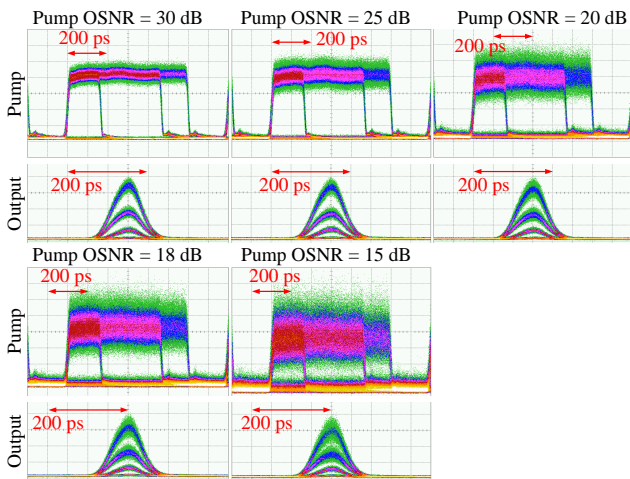 Pump OSNR = 30 dB
Pump OSNR = 25 dB
Pump OSNR = 20 dB
Pump
200 ps
200 ps
200 ps
Output
200 ps
200 ps
200 ps
Pump OSNR = 18 dB
Pump OSNR = 15 dB
Pump
200 ps
200 ps
Output
200 ps
200 ps